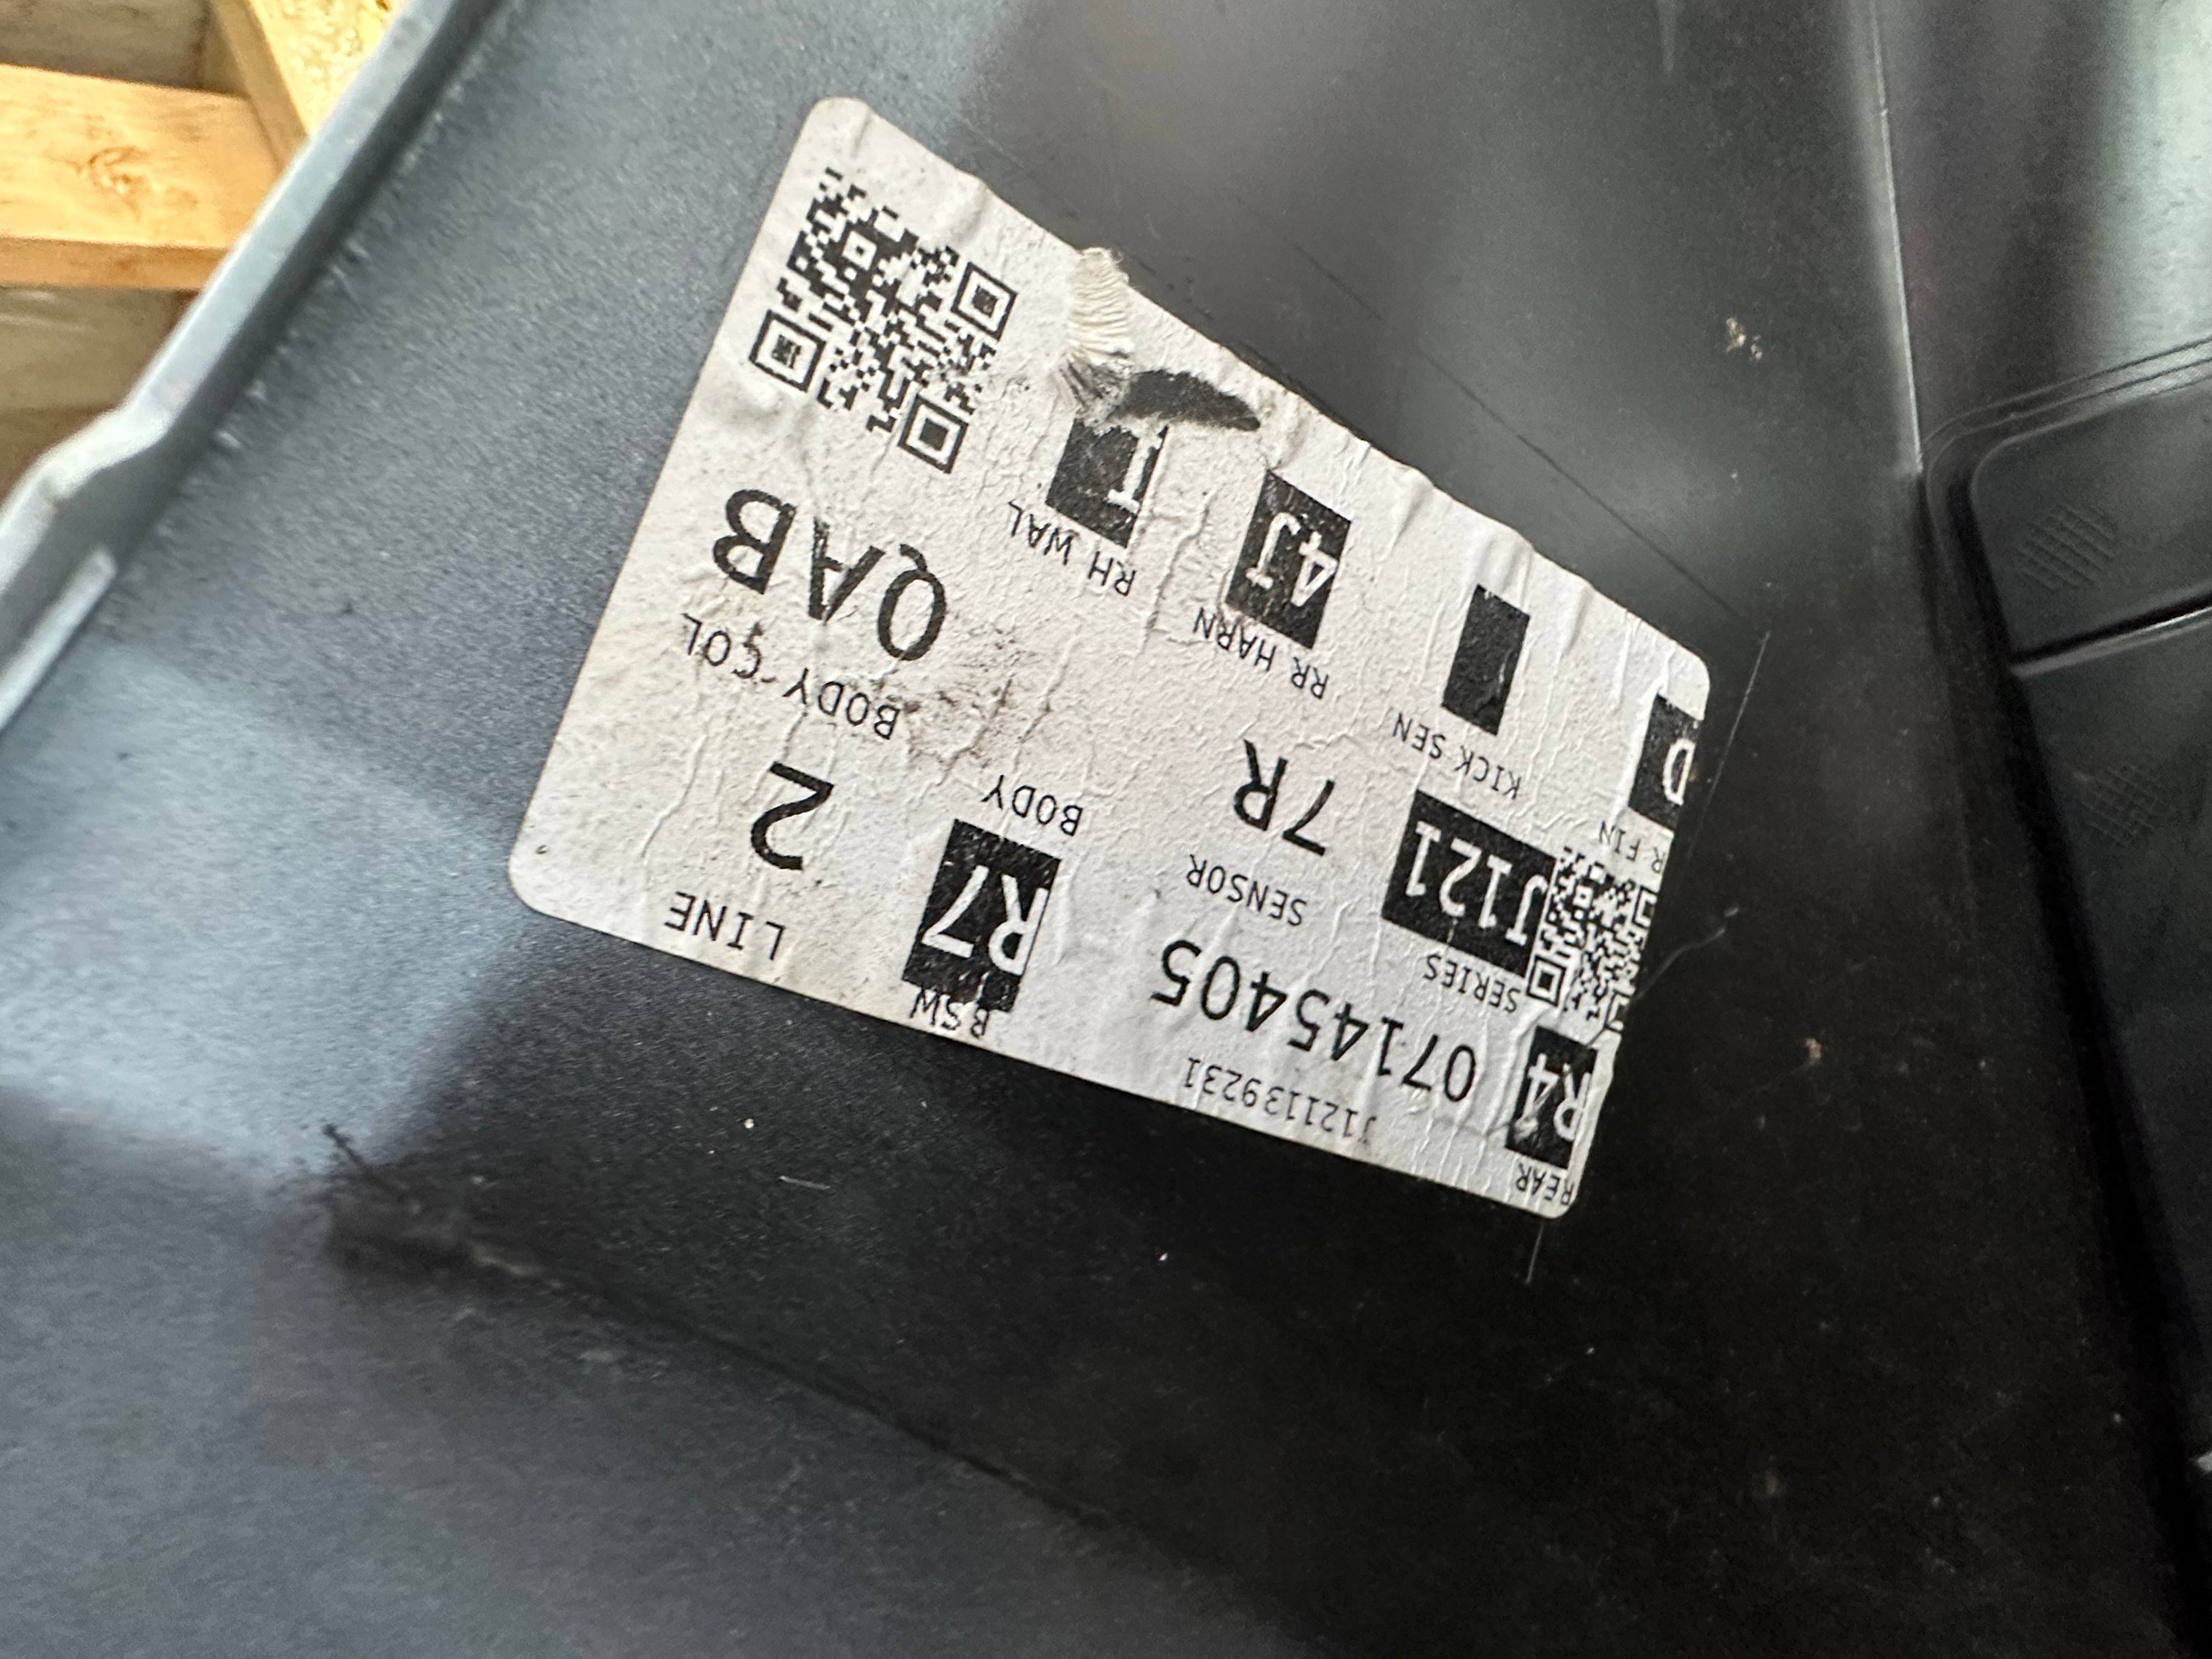 REAR J121139231 BSW LINE
R4 07145405 R7 2
SERIES SENSOR BODY BODY COL
J121 7R QAB
R FIN KICK SEN RR HARN RH WAL
D 4J